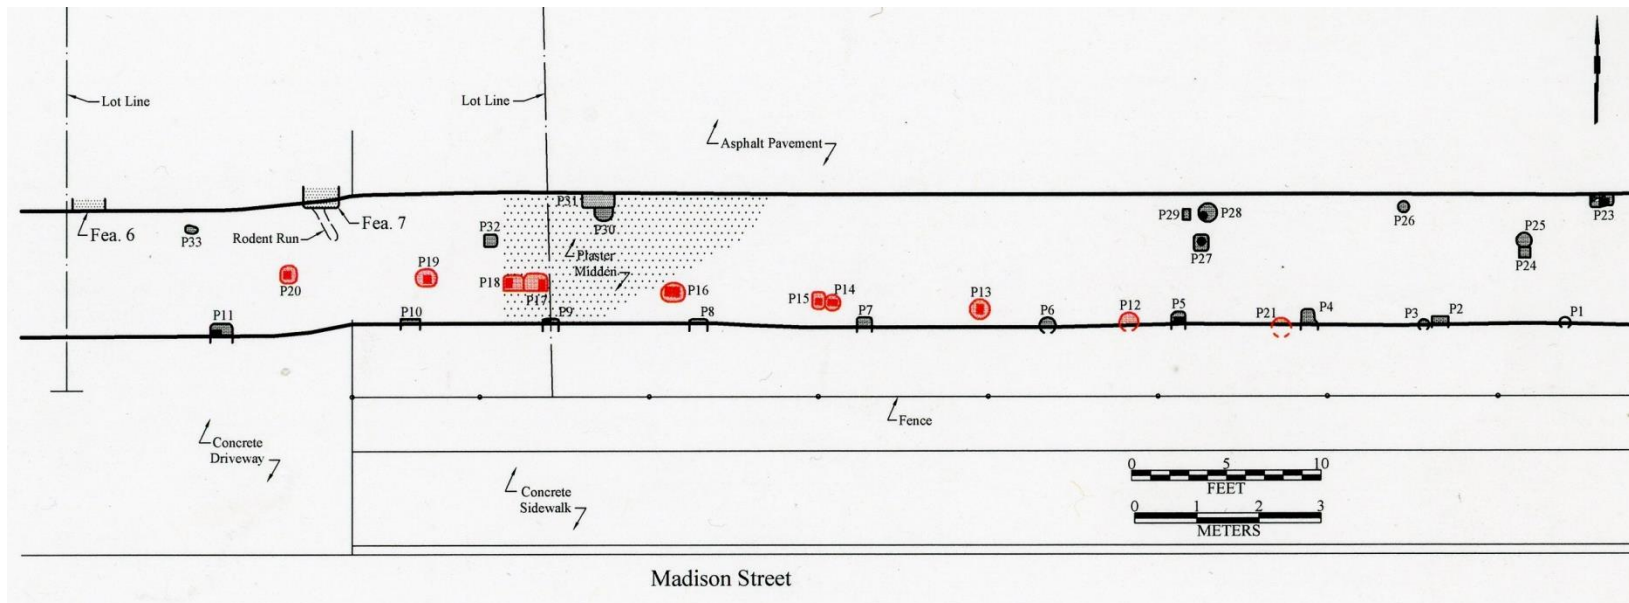 Lot Line
Lot Line
Asphalt Pavement
P31
P30
P29
P28
P26
P23
Fea. 6
P33
Rodent Run
Fea. 7
P32
P25
P27
P24
Plaster
Midden
P19
P20
P18
P17
P16
P15
P14
P13
P12
P11
P10
P9
P8
P7
P6
P5
P21
P4
P3
P2
P1
Fence
Concrete
Driveway
Concrete
Sidewalk
0 5 10
FEET
0 1 2 3
METERS
Madison Street